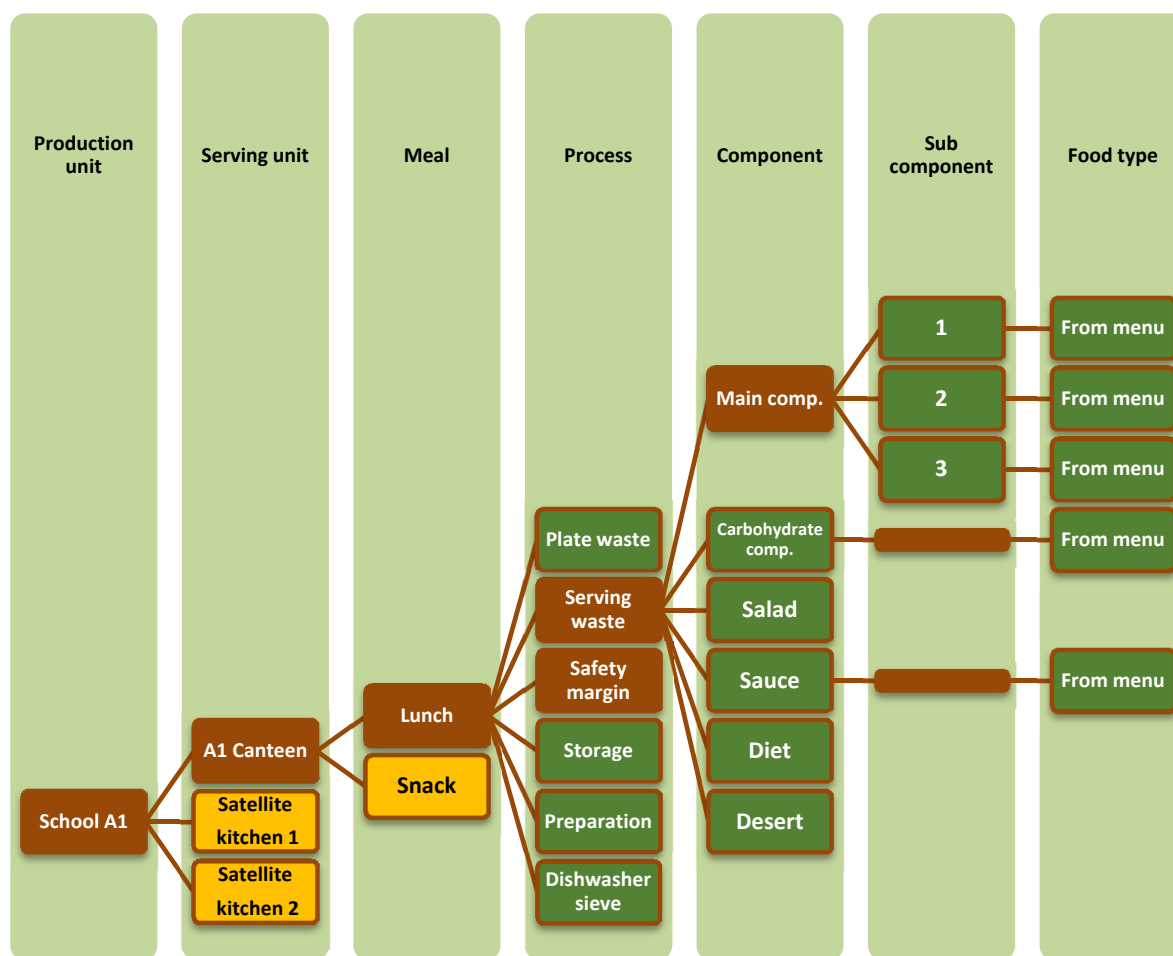 Production
unit
Serving unit
Meal
Process
Component
Sub
component
Food type
School A1
A1 Canteen
Satellite
kitchen 1
Satellite
kitchen 2
Lunch
Snack
Plate waste
Serving
waste
Safety
margin
Storage
Preparation
Dishwasher
sieve
Main comp.
Carbohydrate
comp.
Salad
Sauce
Diet
Desert
1
2
3
From menu
From menu
From menu
From menu
From menu